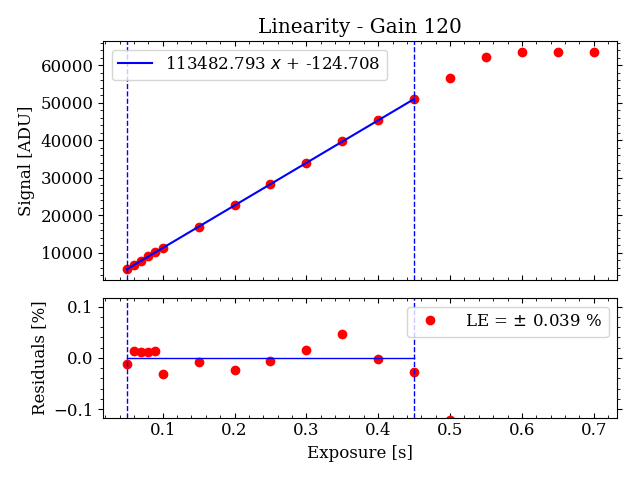 Linearity - Gain 120
113482.793 x + -124.708
Signal [ADU]
60000
50000
40000
30000
20000
10000
LE = ± 0.039 %
Residuals [%]
0.1
0.0
−0.1
0.1 0.2 0.3 0.4 0.5 0.6 0.7
Exposure [s]